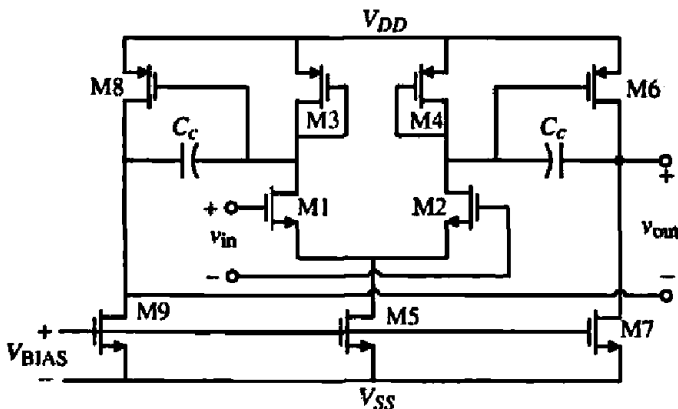 V_DD
M8
M3
M4
M6
C_c
C_c
+
+
M1
M2
v_in
v_out
−
−
M9
M5
M7
+
V_BIAS
−
V_SS